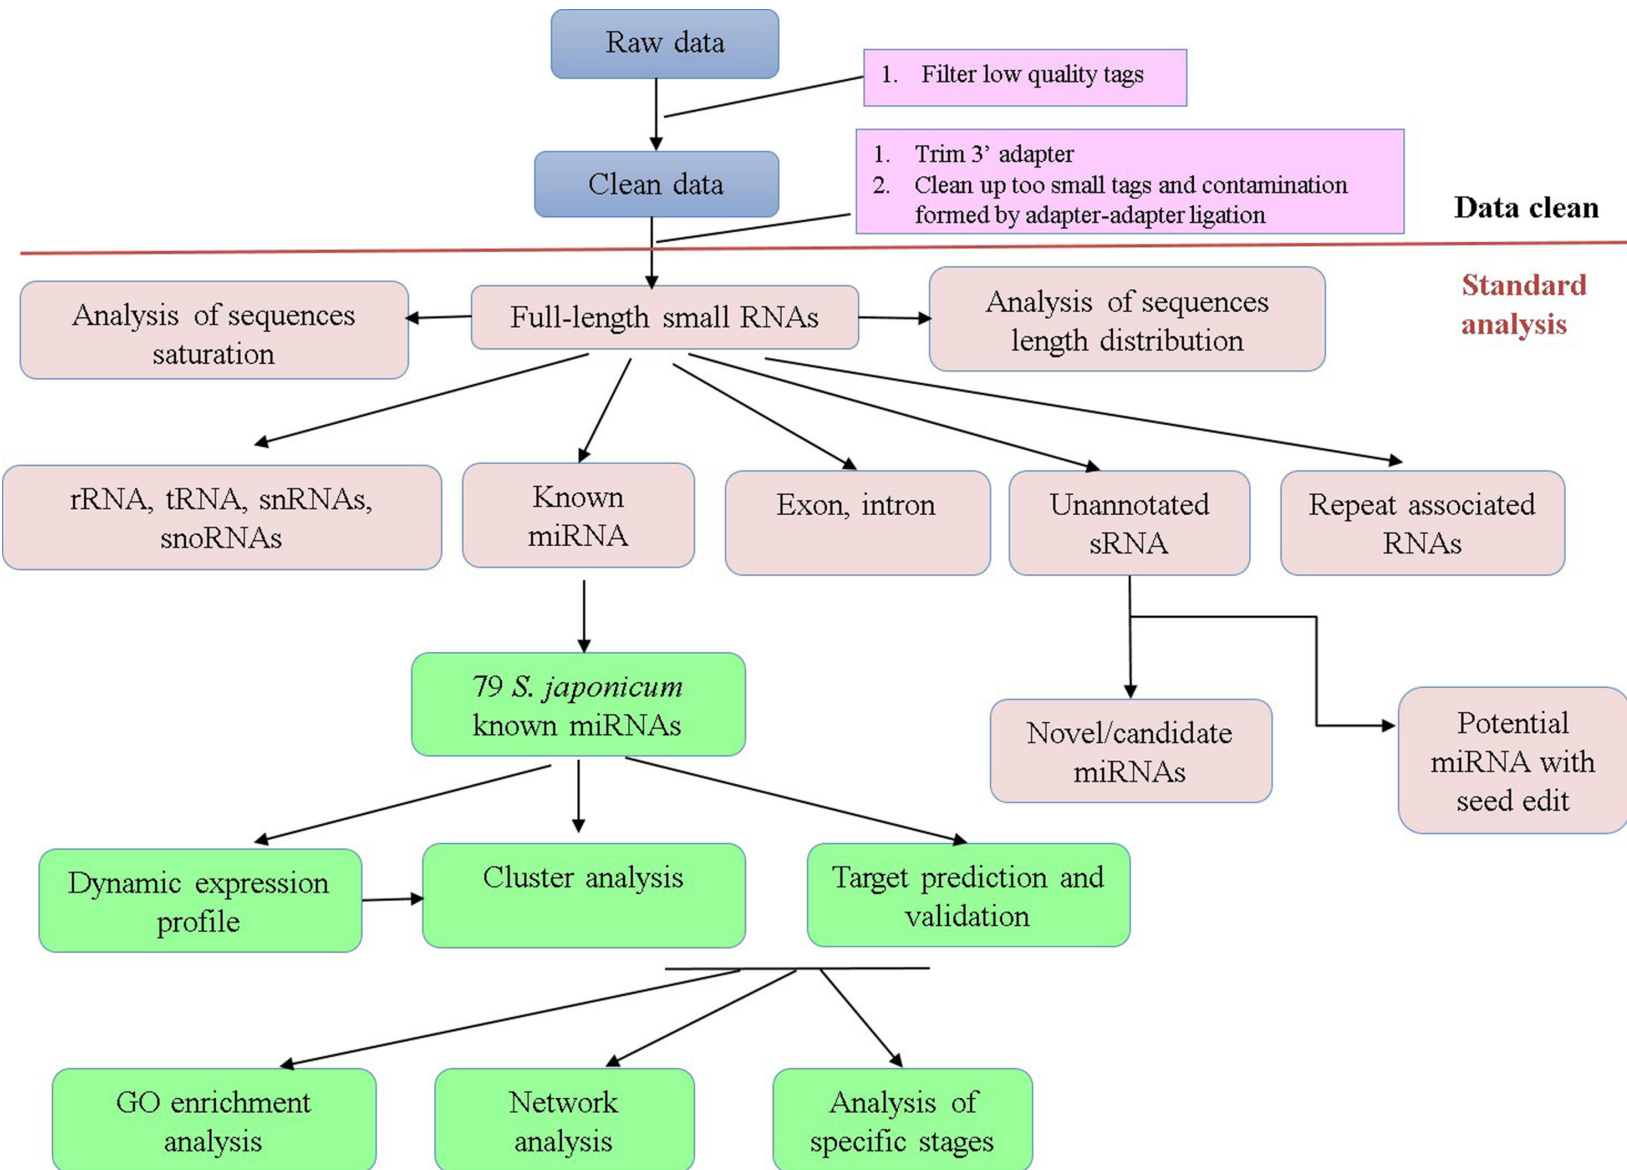 Raw data
1. Filter low quality tags
Clean data
1. Trim 3’ adapter
2. Clean up too small tags and contamination
formed by adapter-adapter ligation
Data clean
Standard
analysis
Analysis of sequences
saturation
Full-length small RNAs
Analysis of sequences
length distribution
rRNA, tRNA, snRNAs,
snoRNAs
Known
miRNA
Exon, intron
Unannotated
sRNA
Repeat associated
RNAs
79 S. japonicum
known miRNAs
Novel/candidate
miRNAs
Potential
miRNA with
seed edit
Dynamic expression
profile
Cluster analysis
Target prediction and
validation
GO enrichment
analysis
Network
analysis
Analysis of
specific stages